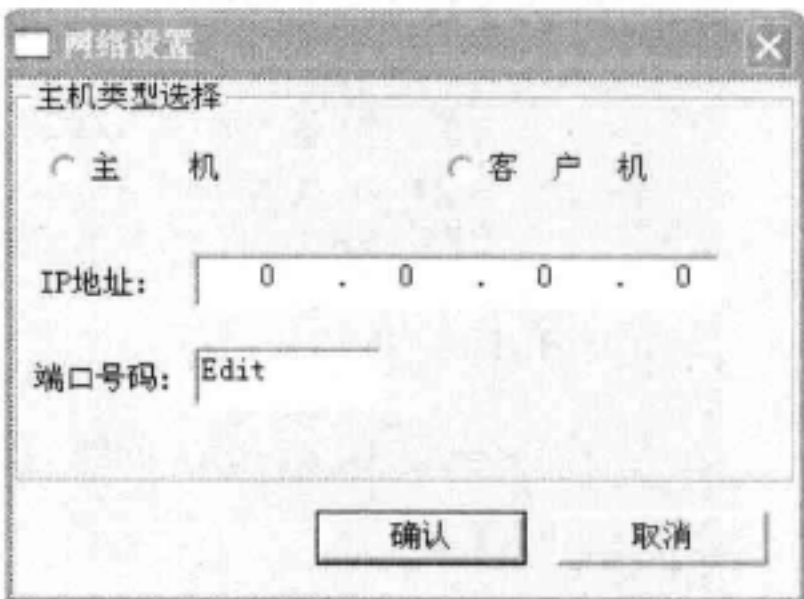 网络设置
主机类型选择
主 机 客 户 机
IP地址： 0 . 0 . 0 . 0
端口号码： Edit
确认 取消